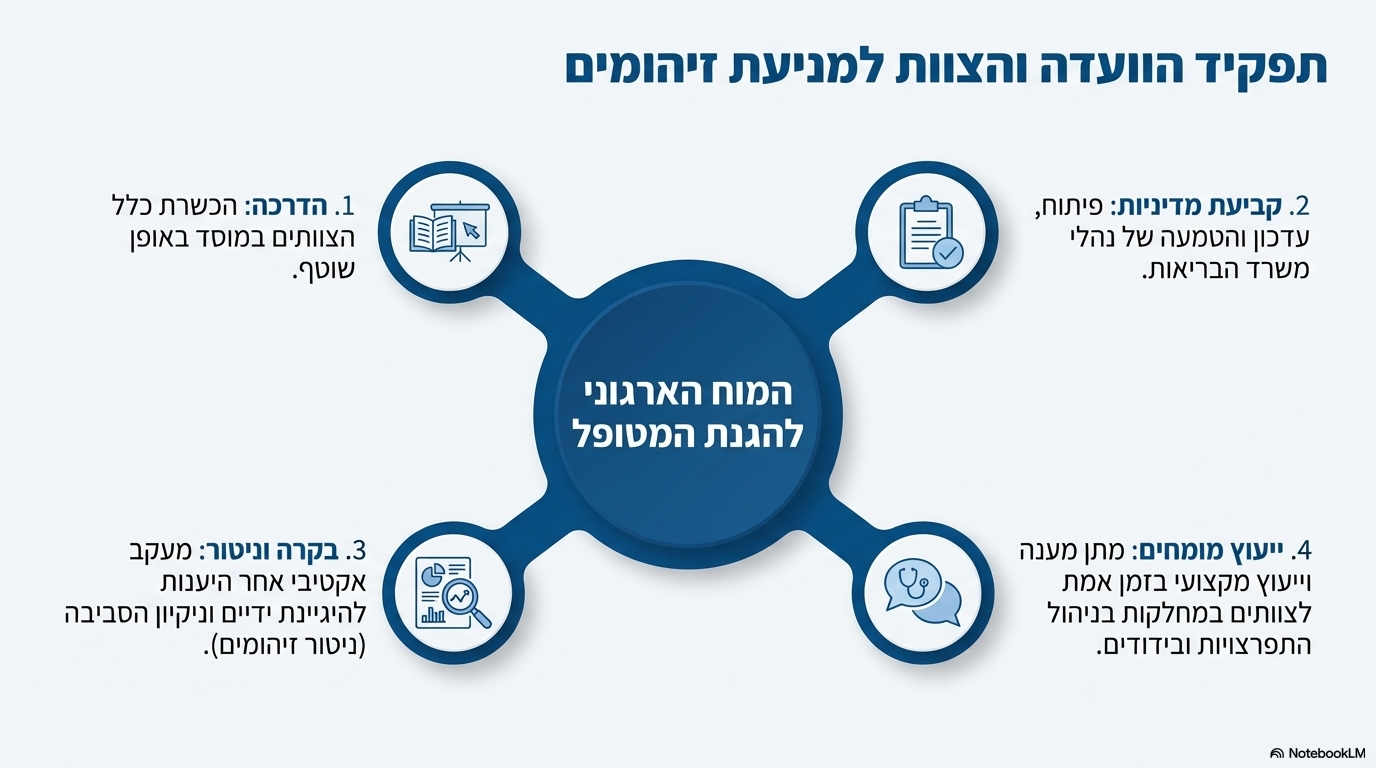 תפקיד הוועדה והצוות למניעת זיהומים
1. הדרכה: הכשרת כלל
הצוותים במוסד באופן
שוטף.
2. קביעת מדיניות: פיתוח,
עדכון והטמעה של נהלי
משרד הבריאות.
המוח הארגוני
להגנת המטופל
3. בקרה וניטור: מעקב
אקטיבי אחר היענות
להיגיינת ידיים וניקיון הסביבה
(ניטור זיהומים).
4. ייעוץ מומחים: מתן מענה
וייעוץ מקצועי בזמן אמת
לצוותים במחלקות בניהול
התפרצויות ובידודים.
NotebookLM